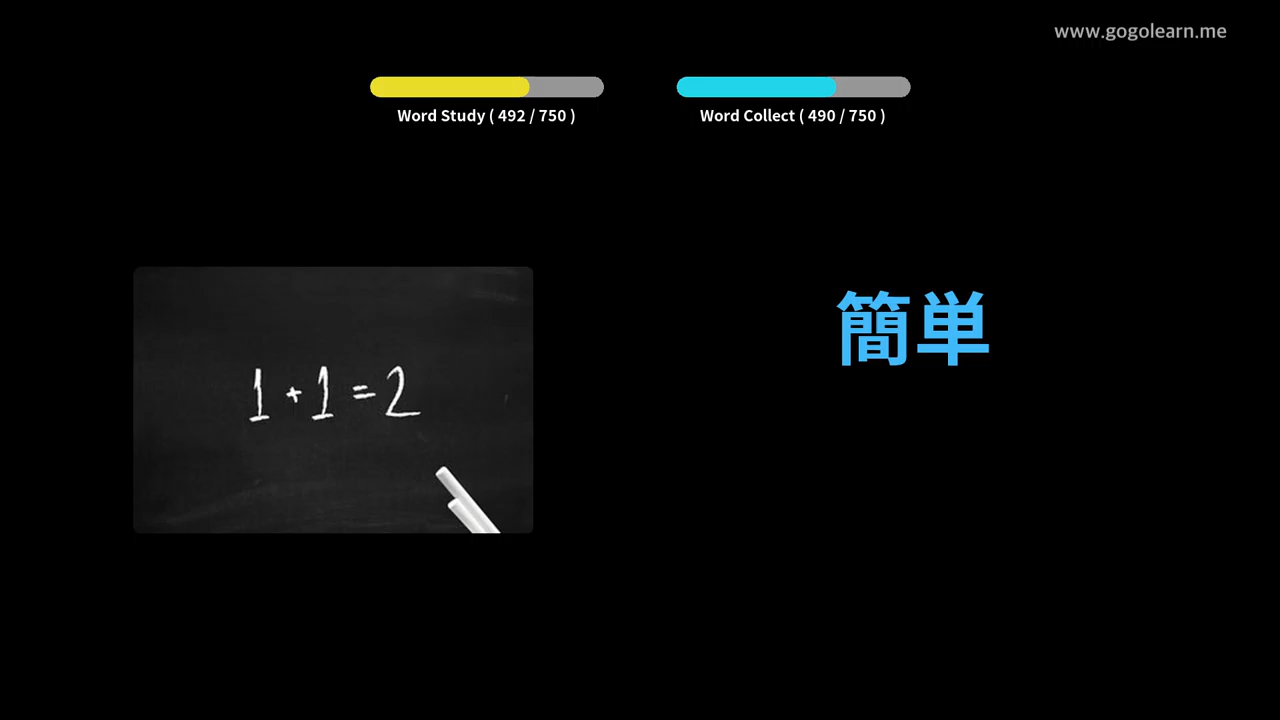 www.gogolearn.me
Word Study ( 492 / 750 )
Word Collect ( 490 / 750 )
1 + 1 = 2
簡単